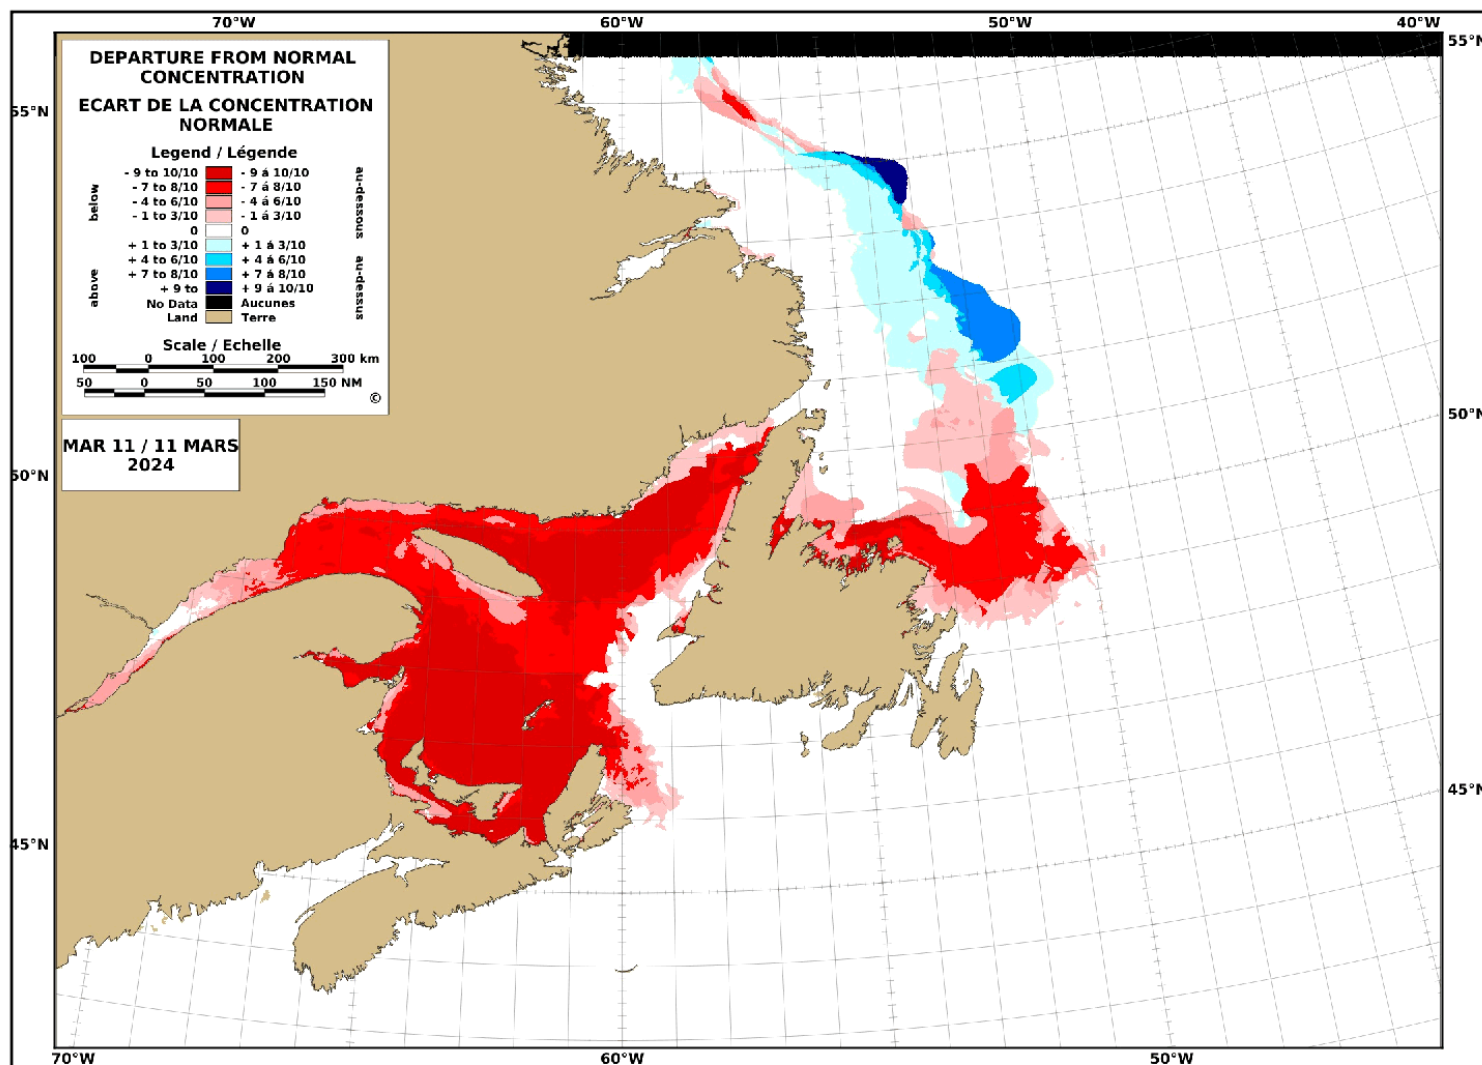 70°W 60°W 50°W 40°W
55°N
DEPARTURE FROM NORMAL
CONCENTRATION
ECART DE LA CONCENTRATION
NORMALE
Legend / Légende
below
above
- 9 to 10/10 - 9 á 10/10
- 7 to 8/10 - 7 á 8/10
- 4 to 6/10 - 4 á 6/10
- 1 to 3/10 - 1 á 3/10
0 0
+ 1 to 3/10 + 1 á 3/10
+ 4 to 6/10 + 4 á 6/10
+ 7 to 8/10 + 7 á 8/10
+ 9 to + 9 á 10/10
No Data Aucunes
Land Terre
au-dessous
au-dessus
Scale / Echelle
100 0 100 200 300 km
50 0 50 100 150 NM
©
MAR 11 / 11 MARS
2024
55°N
50°N
50°N
45°N
45°N
70°W 60°W 50°W